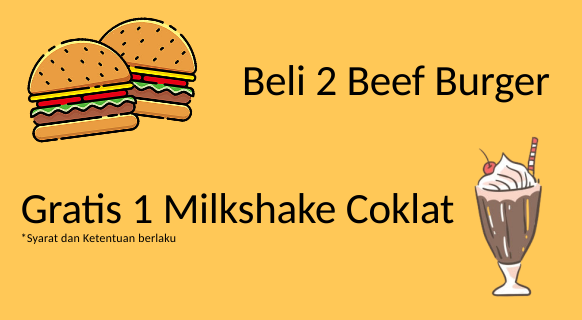 Beli 2 Beef Burger
Gratis 1 Milkshake Coklat
*Syarat dan Ketentuan berlaku